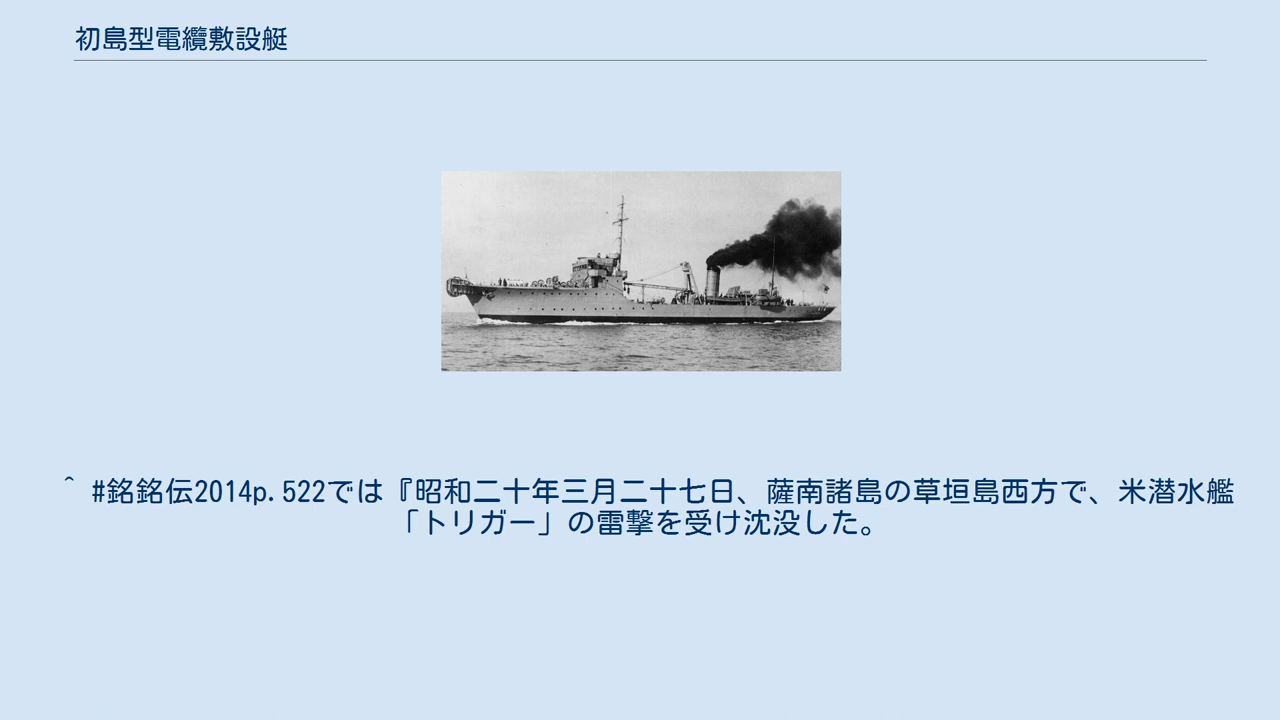 初島型電纜敷設艇
^ #銘銘伝2014p.522では『昭和二十年三月二十七日、薩南諸島の草垣島西方で、米潜水艦
「トリガー」の雷撃を受け沈没した。